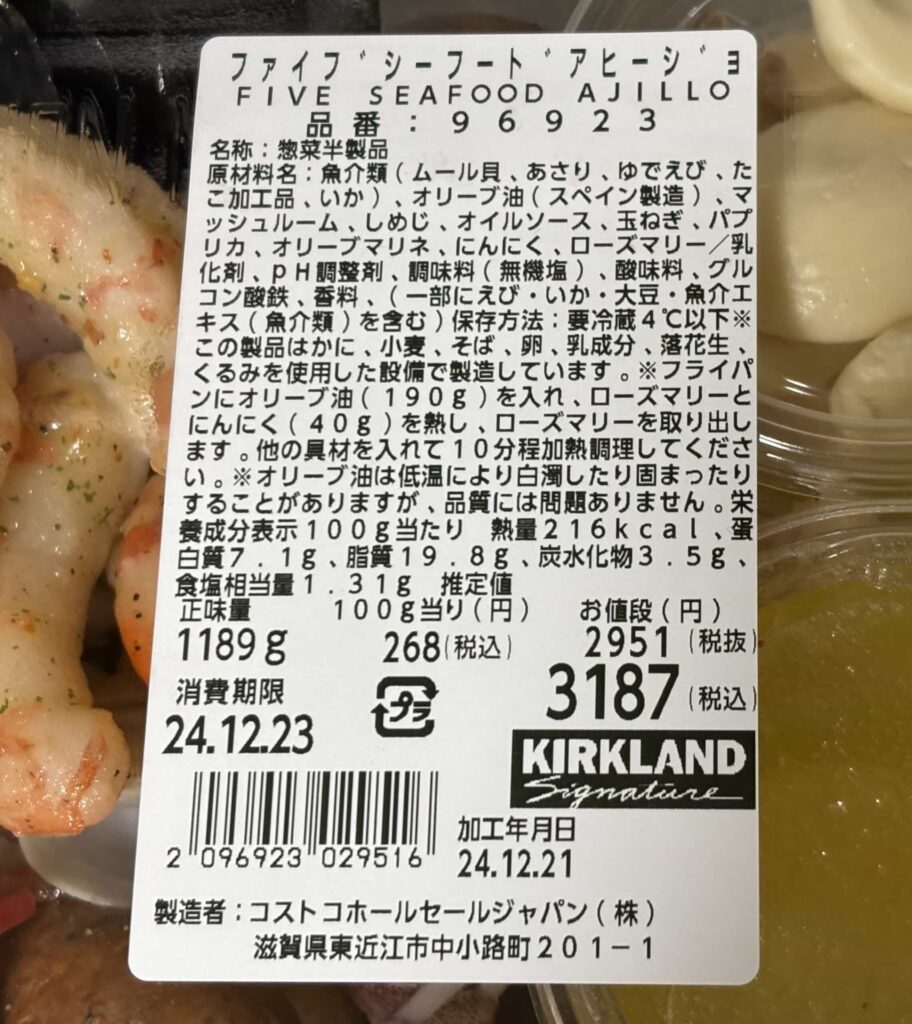 ファイブシーフードアヒージョ
FIVE SEAFOOD AJILLO
品番:96923
名称:惣菜半製品
原材料名:魚介類(ムール貝、あさり、ゆでえび、た
こ加工品、いか)、オリーブ油(スペイン製造)、マ
ッシュルーム、しめじ、オイルソース、玉ねぎ、パプ
リカ、オリーブマリネ、にんにく、ローズマリー/乳
化剤、pH調整剤、調味料(無機塩)、酸味料、グル
コン酸鉄、香料、(一部にえび・いか・大豆・魚介エ
キス(魚介類)を含む)保存方法:要冷蔵4℃以下※
この製品はかに、小麦、そば、卵、乳成分、落花生、
くるみを使用した設備で製造しています。※フライパ
ンにオリーブ油(190g)を入れ、ローズマリーと
にんにく(40g)を熱し、ローズマリーを取り出し
ます。他の具材を入れて10分程加熱調理してくださ
い。※オリーブ油は低温により白濁したり固まったり
することがありますが、品質には問題ありません。栄
養成分表示100g当たり 熱量216kcal、蛋
白質7.1g、脂質19.8g、炭水化物3.5g、
食塩相当量1.31g 推定値
正味量 100g当り(円) お値段(円)
1189g 268(税込) 2951(税抜)
消費期限 3187(税込)
24.12.23 プラ
KIRKLAND
Signature
2 096923 029516
加工年月日
24.12.21
製造者:コストコホールセールジャパン(株)
滋賀県東近江市中小路町201-1